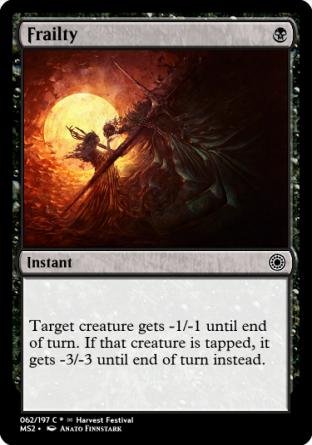 Frailty
Instant
Target creature gets -1/-1 until end
of turn. If that creature is tapped, it
gets -3/-3 until end of turn instead.
062/197 C * ∞ Harvest Festival
MS2 • Anato Finnstark